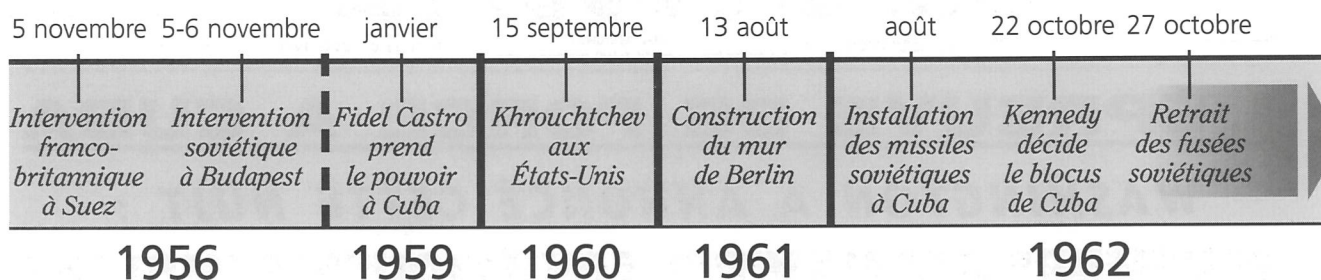 5 novembre
5-6 novembre
janvier
15 septembre
13 août
août
22 octobre
27 octobre
Intervention
franco-
britannique
à Suez
Intervention
soviétique
à Budapest
Fidel Castro
prend
le pouvoir
à Cuba
Khrouchtchev
aux
États-Unis
Construction
du mur
de Berlin
Installation
des missiles
soviétiques
à Cuba
Kennedy
décide
le blocus
de Cuba
Retrait
des fusées
soviétiques
1956
1959
1960
1961
1962